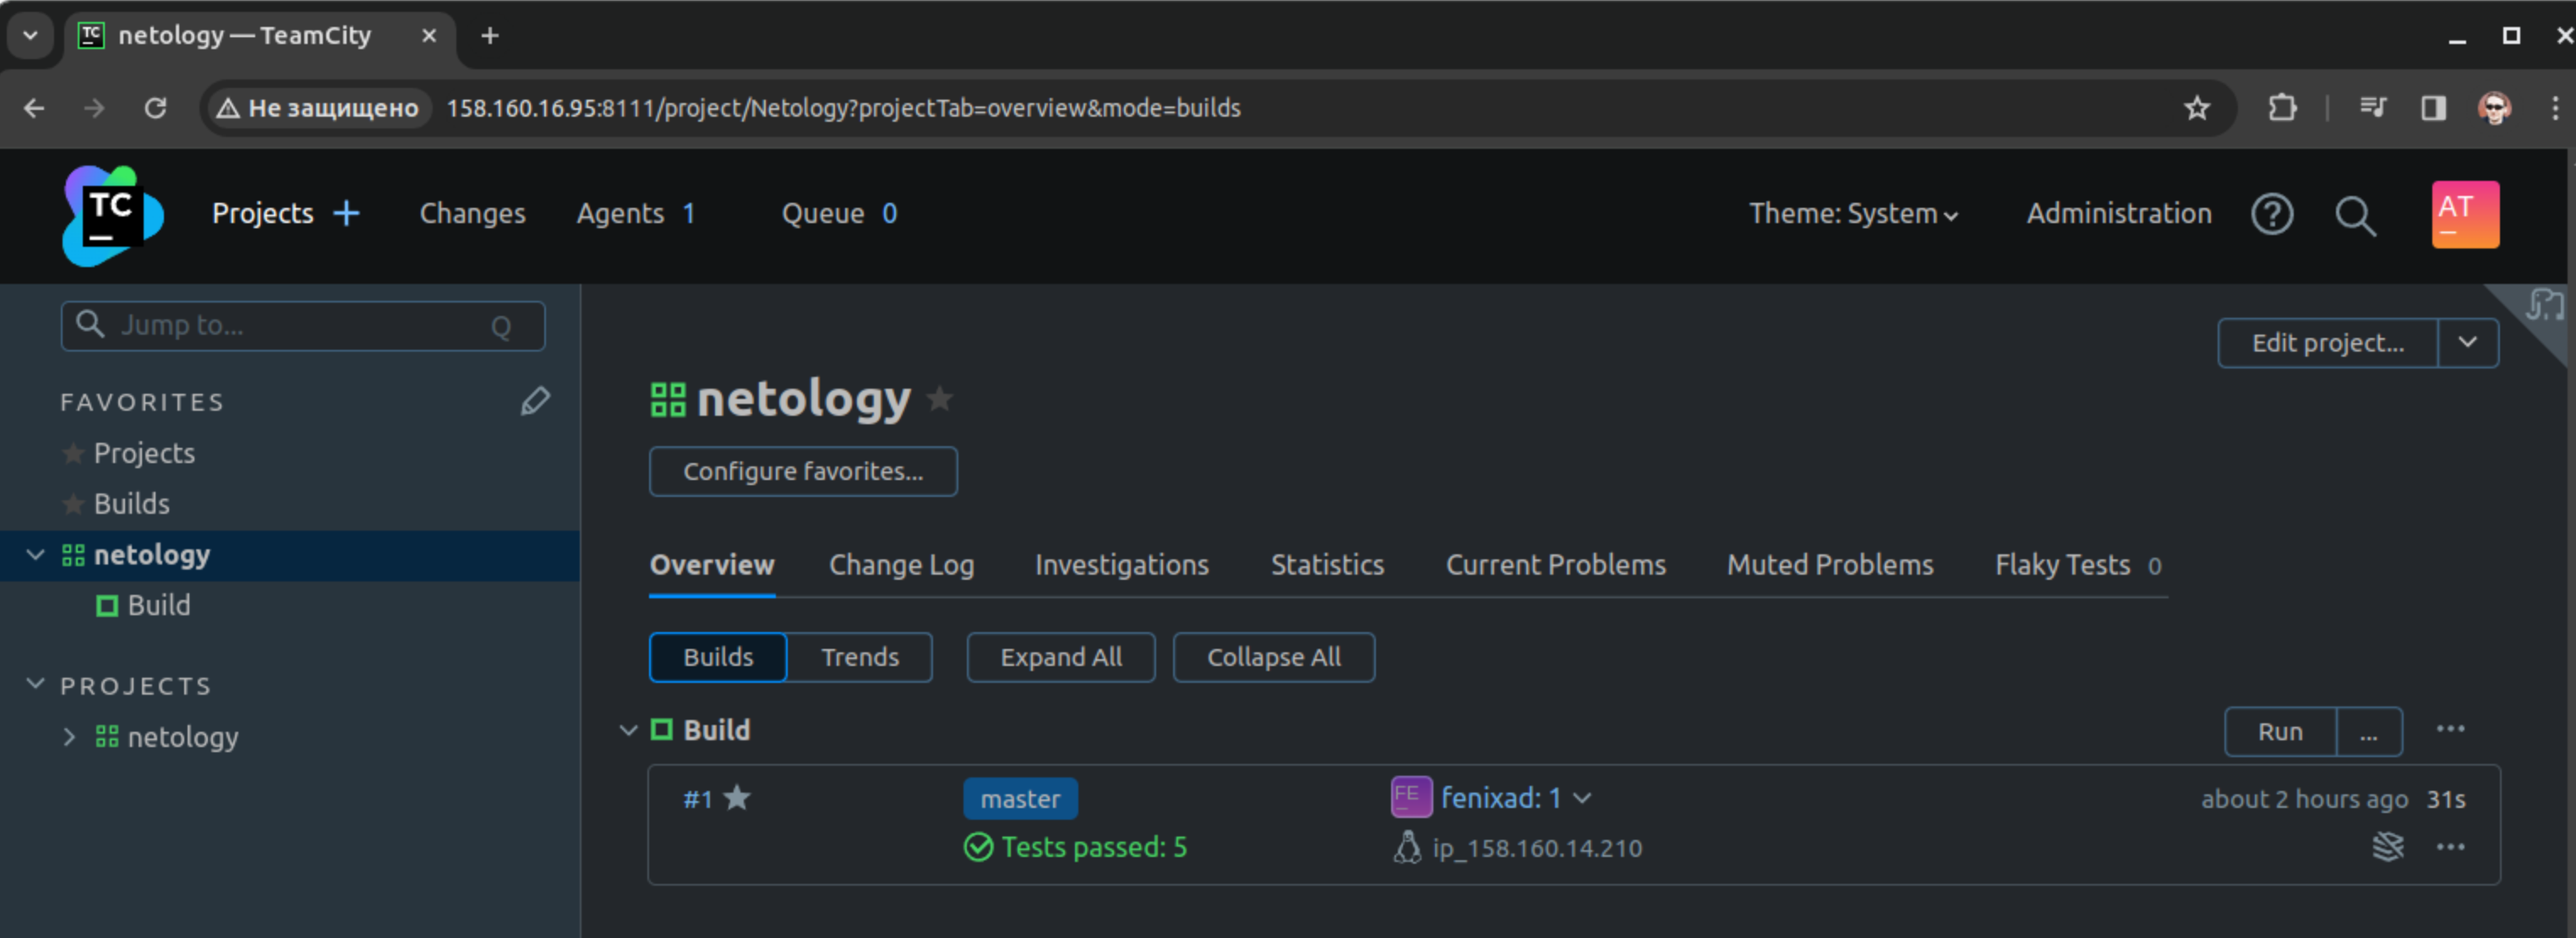 TC netology — TeamCity
Не защищено 158.160.16.95:8111/project/Netology?projectTab=overview&mode=builds
TC Projects Changes Agents 1 Queue 0 Theme: System Administration AT
Jump to... Q
Edit project...
FAVORITES
netology
Projects
Configure favorites...
Builds
netology
Overview Change Log Investigations Statistics Current Problems Muted Problems Flaky Tests 0
Build
Builds Trends Expand All Collapse All
PROJECTS
netology
Build Run ...
#1 master FE fenixad: 1 about 2 hours ago 31s
Tests passed: 5 ip_158.160.14.210